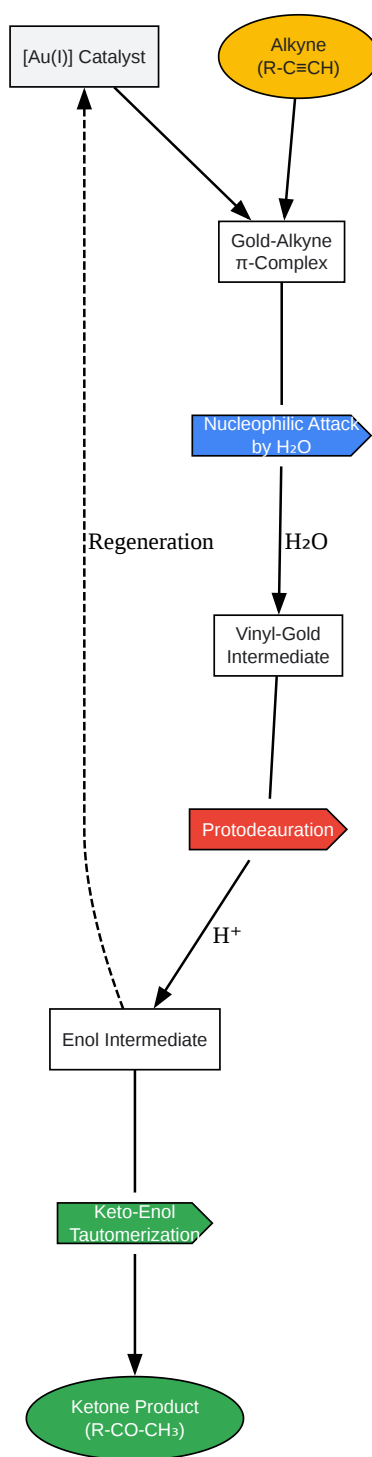 [Au(I)] Catalyst
Alkyne
(R-C≡CH)
Gold-Alkyne
π-Complex
Nucleophilic Attack
by H₂O
Regeneration
H₂O
Vinyl-Gold
Intermediate
Protodeauration
H⁺
Enol Intermediate
Keto-Enol
Tautomerization
Ketone Product
(R-CO-CH₃)